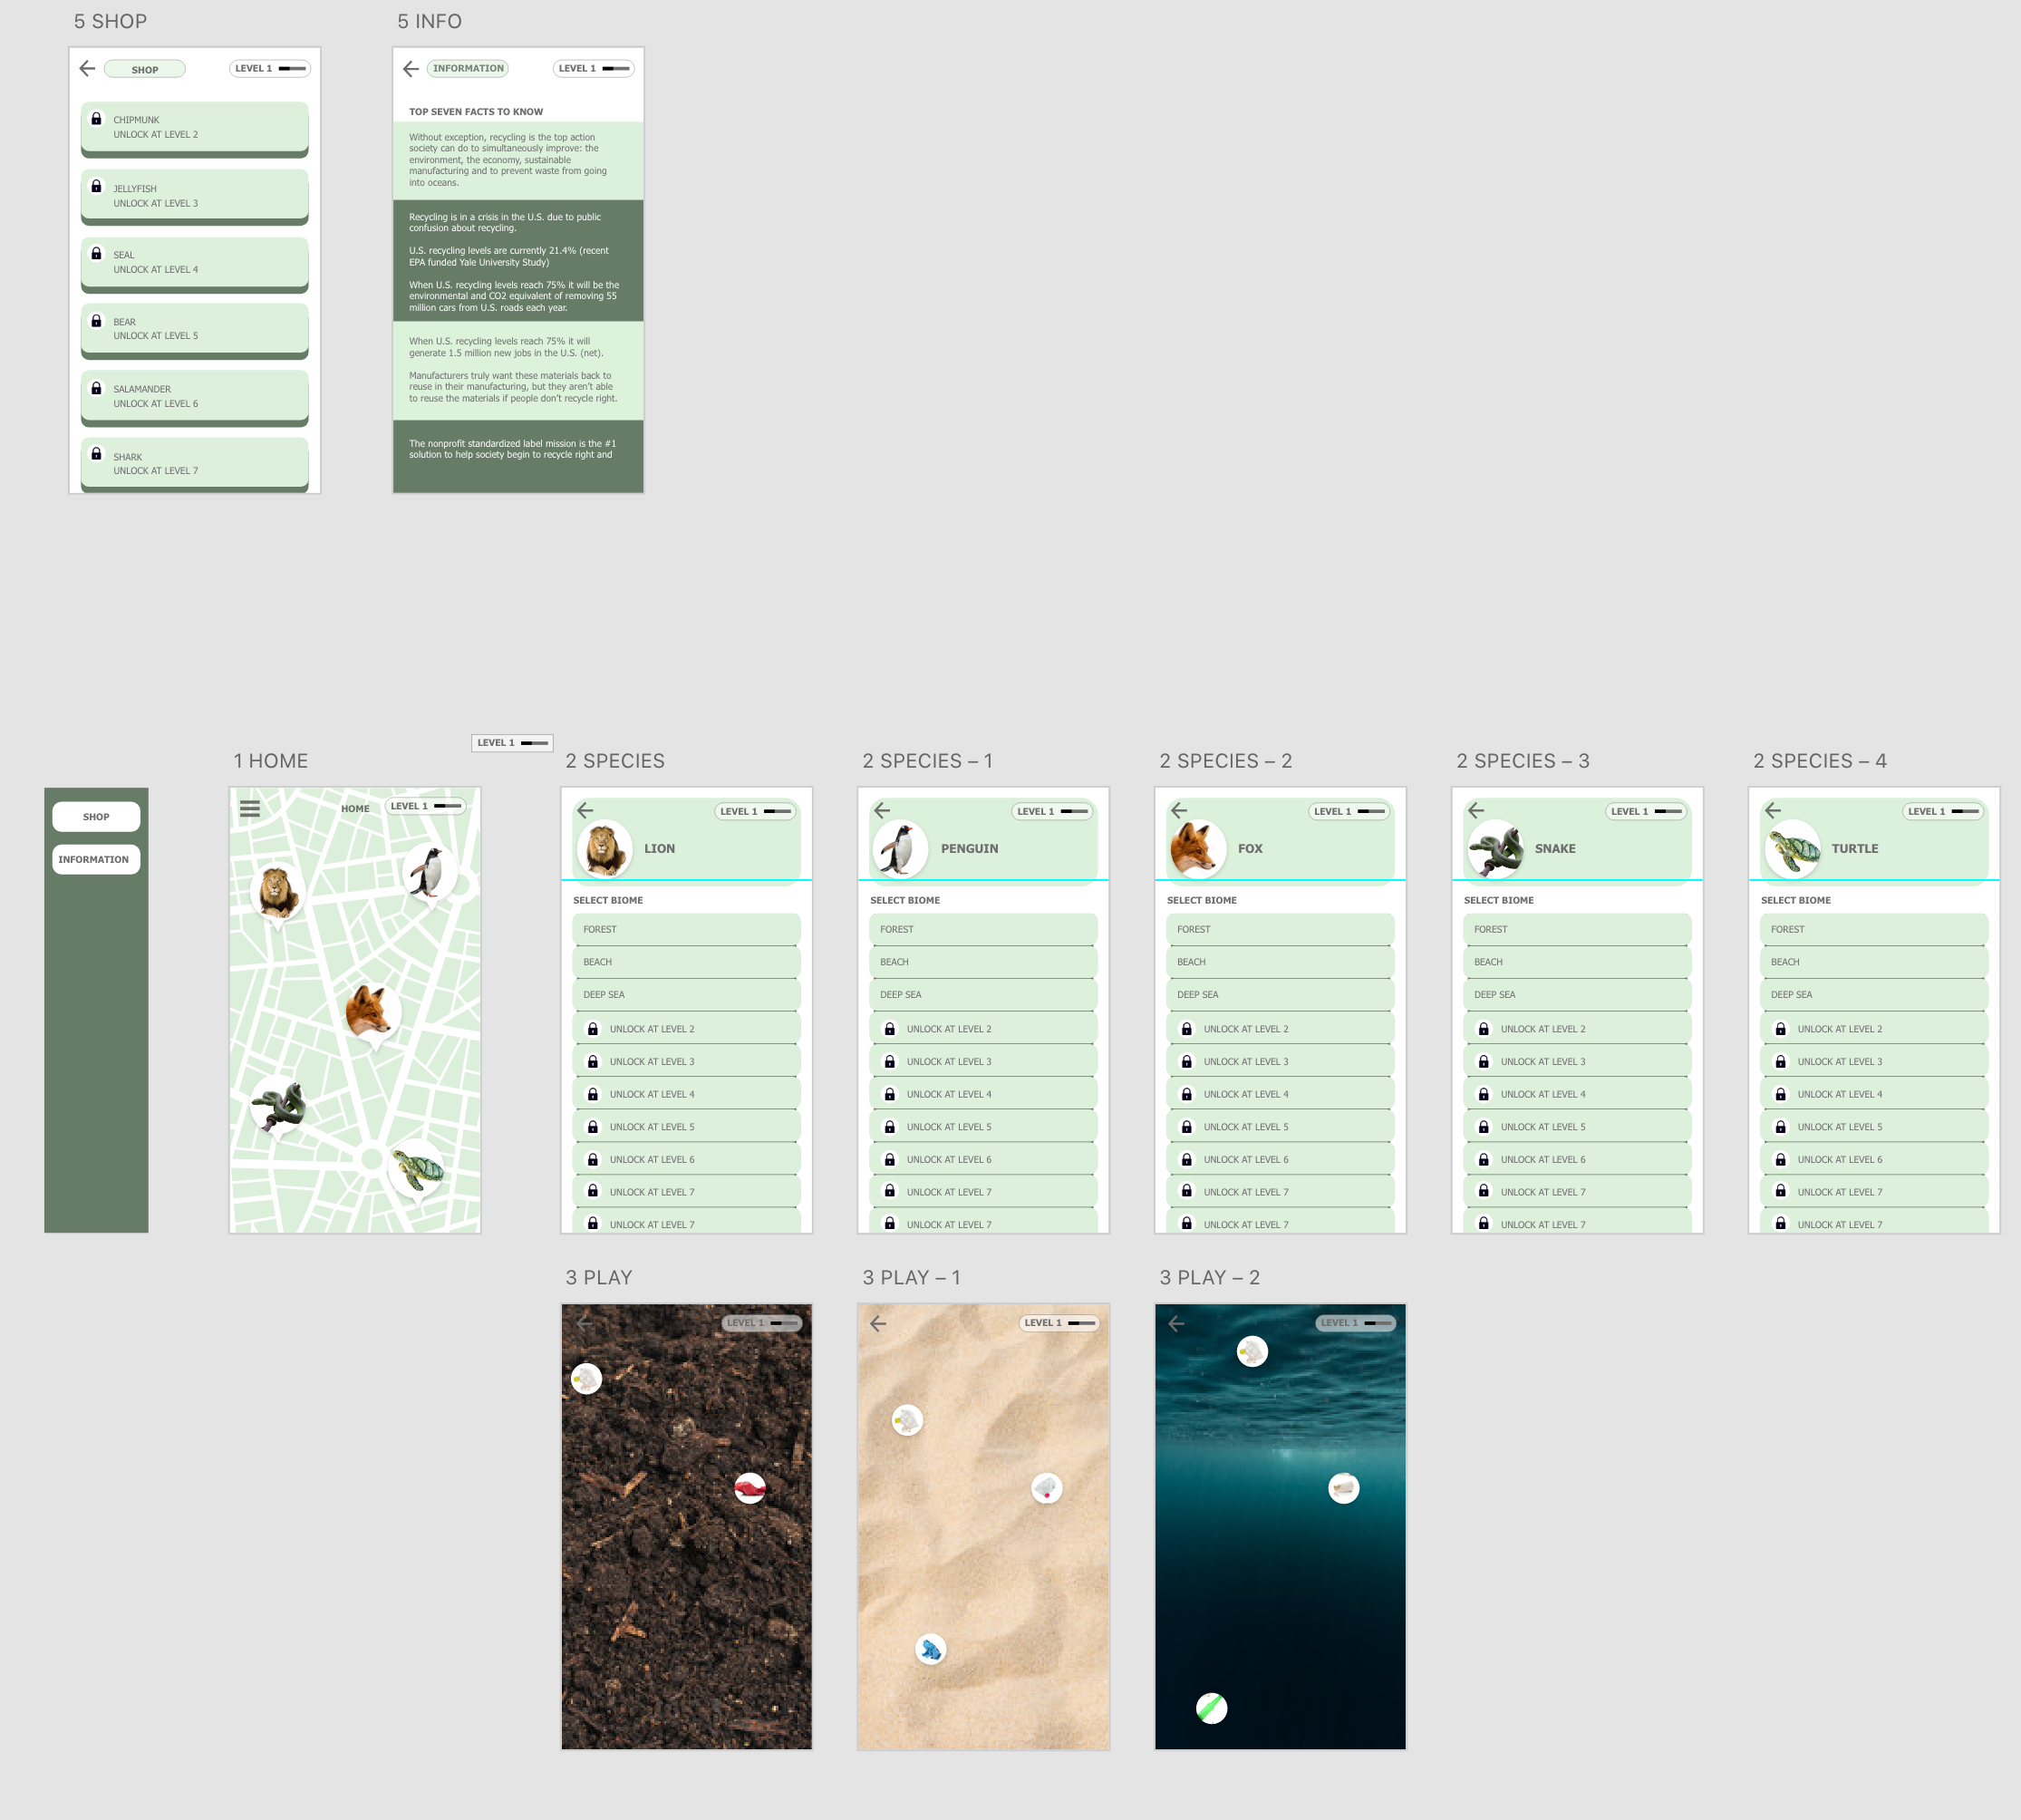 5 SHOP
SHOP
LEVEL 1
CHIPMUNK
UNLOCK AT LEVEL 2
JELLYFISH
UNLOCK AT LEVEL 3
SEAL
UNLOCK AT LEVEL 4
BEAR
UNLOCK AT LEVEL 5
SALAMANDER
UNLOCK AT LEVEL 6
SHARK
UNLOCK AT LEVEL 7
5 INFO
INFORMATION
LEVEL 1
TOP SEVEN FACTS TO KNOW
Without exception, recycling is the top action
society can do to simultaneously improve: the
environment, the economy, sustainable
manufacturing and to prevent waste from going
into oceans.
Recycling is in a crisis in the U.S. due to public
confusion about recycling.
U.S. recycling levels are currently 21.4% (recent
EPA funded Yale University Study)
When U.S. recycling levels reach 75% it will be the
environmental and CO2 equivalent of removing 55
million cars from U.S. roads each year.
When U.S. recycling levels reach 75% it will
generate 1.5 million new jobs in the U.S. (net).
Manufacturers truly want these materials back to
reuse in their manufacturing, but they aren't able
to reuse the materials if people don't recycle right.
The nonprofit standardized label mission is the #1
solution to help society begin to recycle right and
SHOP
INFORMATION
1 HOME
LEVEL 1
HOME
LEVEL 1
2 SPECIES
LEVEL 1
LION
SELECT BIOME
FOREST
BEACH
DEEP SEA
UNLOCK AT LEVEL 2
UNLOCK AT LEVEL 3
UNLOCK AT LEVEL 4
UNLOCK AT LEVEL 5
UNLOCK AT LEVEL 6
UNLOCK AT LEVEL 7
UNLOCK AT LEVEL 7
2 SPECIES – 1
LEVEL 1
PENGUIN
SELECT BIOME
FOREST
BEACH
DEEP SEA
UNLOCK AT LEVEL 2
UNLOCK AT LEVEL 3
UNLOCK AT LEVEL 4
UNLOCK AT LEVEL 5
UNLOCK AT LEVEL 6
UNLOCK AT LEVEL 7
UNLOCK AT LEVEL 7
2 SPECIES – 2
LEVEL 1
FOX
SELECT BIOME
FOREST
BEACH
DEEP SEA
UNLOCK AT LEVEL 2
UNLOCK AT LEVEL 3
UNLOCK AT LEVEL 4
UNLOCK AT LEVEL 5
UNLOCK AT LEVEL 6
UNLOCK AT LEVEL 7
UNLOCK AT LEVEL 7
2 SPECIES – 3
LEVEL 1
SNAKE
SELECT BIOME
FOREST
BEACH
DEEP SEA
UNLOCK AT LEVEL 2
UNLOCK AT LEVEL 3
UNLOCK AT LEVEL 4
UNLOCK AT LEVEL 5
UNLOCK AT LEVEL 6
UNLOCK AT LEVEL 7
UNLOCK AT LEVEL 7
2 SPECIES – 4
LEVEL 1
TURTLE
SELECT BIOME
FOREST
BEACH
DEEP SEA
UNLOCK AT LEVEL 2
UNLOCK AT LEVEL 3
UNLOCK AT LEVEL 4
UNLOCK AT LEVEL 5
UNLOCK AT LEVEL 6
UNLOCK AT LEVEL 7
UNLOCK AT LEVEL 7
3 PLAY
LEVEL 1
3 PLAY – 1
LEVEL 1
3 PLAY – 2
LEVEL 1